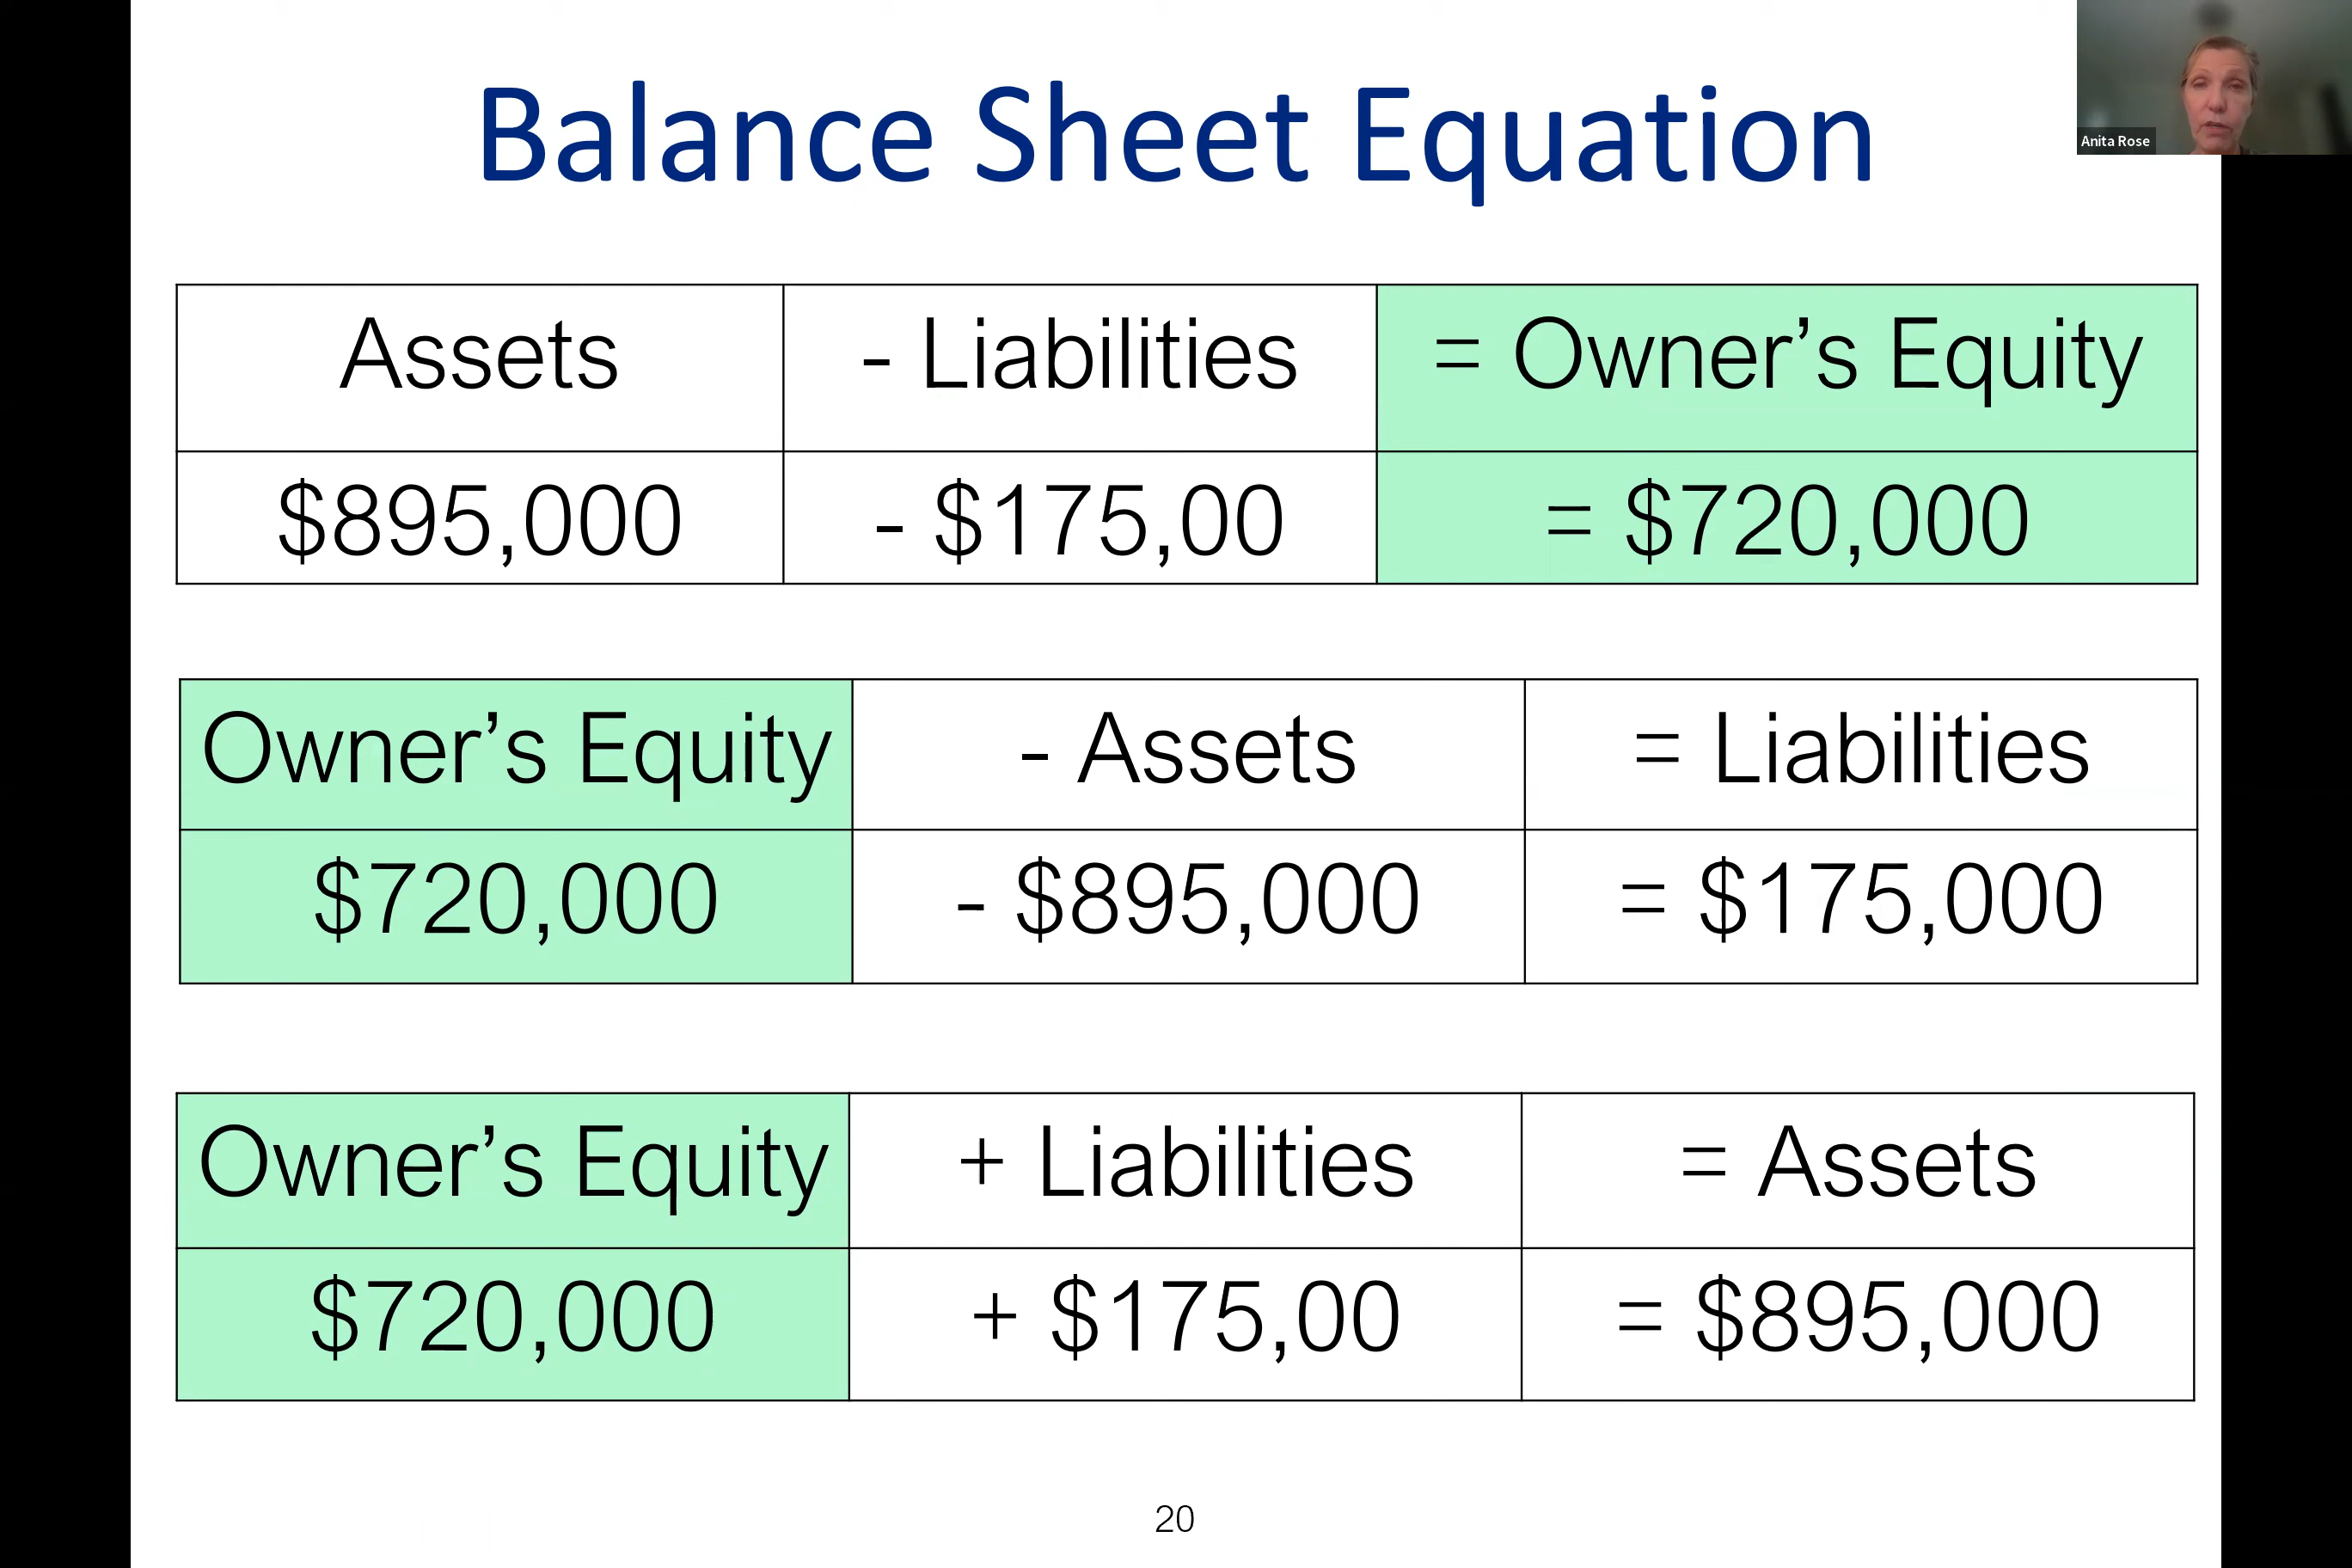 Balance Sheet Equation
Anita Rose
Assets - Liabilities = Owner’s Equity
$895,000 - $175,00 = $720,000
Owner’s Equity - Assets = Liabilities
$720,000 - $895,000 = $175,000
Owner’s Equity + Liabilities = Assets
$720,000 + $175,00 = $895,000
20